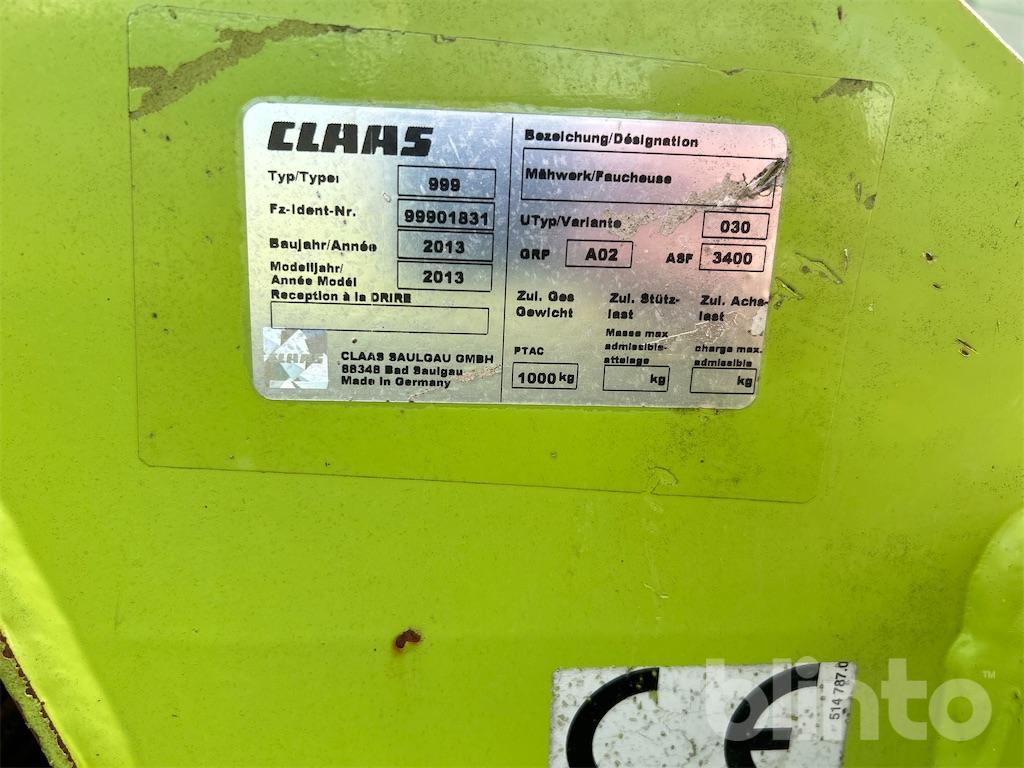 CLAAS
Typ/Type: 999
Fz-Ident-Nr. 99901831
Baujahr/Année 2013
Modelljahr/
Année Modél 2013
Reception à la DRIRE
CLAAS
CLAAS SAULGAU GMBH
88348 Bad Saulgau
Made in Germany
Bezeichung/Désignation
Mähwerk/Faucheuse
UTyp/Variante 030
GRP A02 ASF 3400
Zul. Ges Zul. Stütz- Zul. Achs-
Gewicht last last
Masse max
admissible- charge max.
PTAC attelage admissible
1000 kg kg kg
CE
514 787.0
blinto™